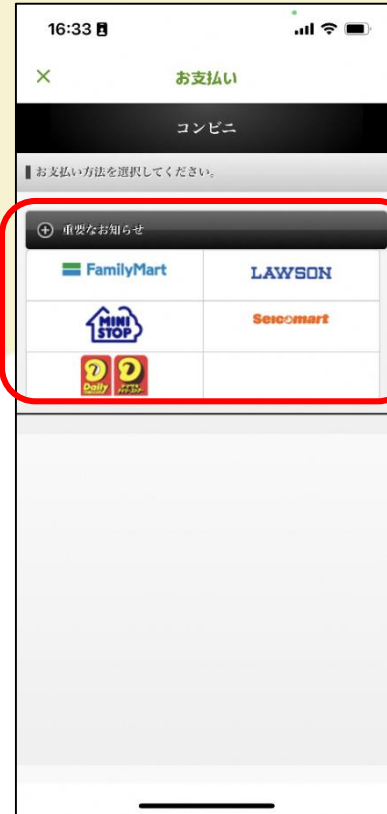 16:33
お支払い
コンビニ
お支払い方法を選択してください。
重要なお知らせ
FamilyMart
LAWSON
MINI
STOP
Seicomart
Daily